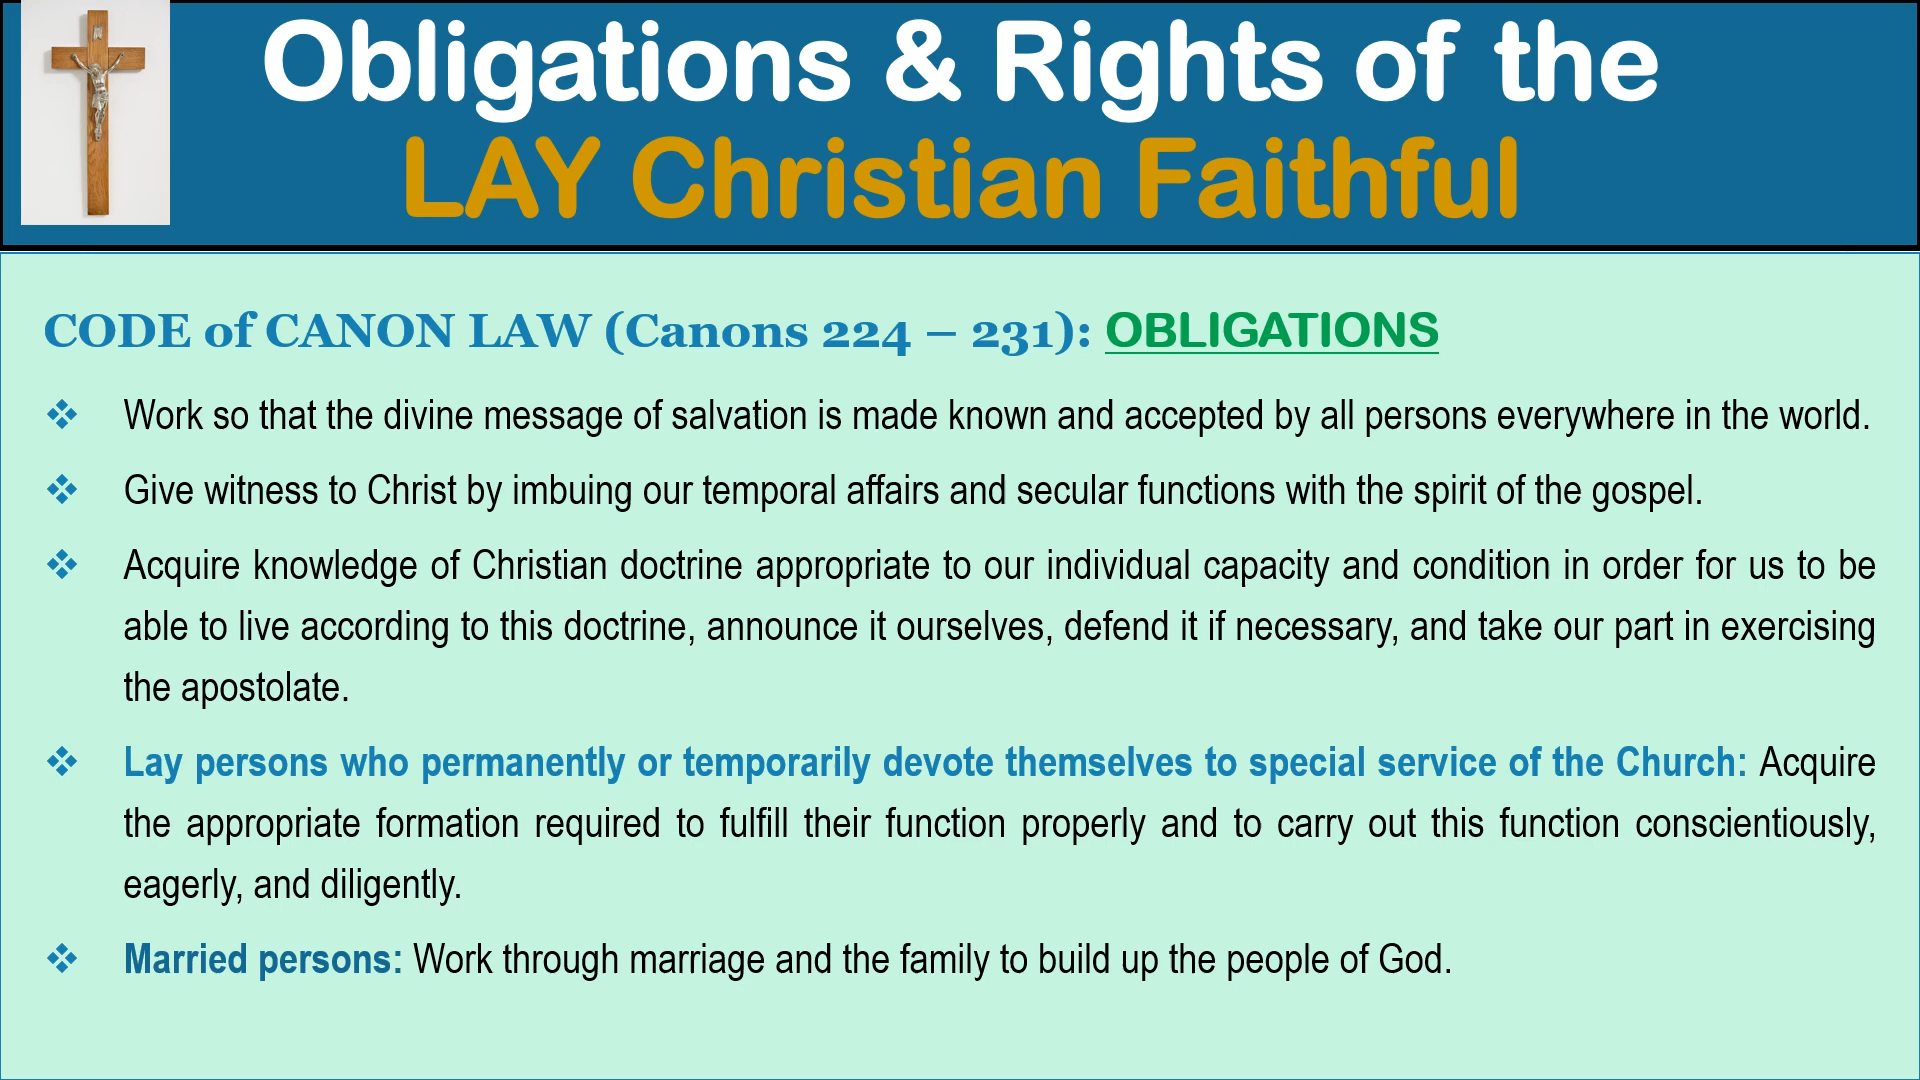 Obligations & Rights of the
LAY Christian Faithful
CODE of CANON LAW (Canons 224 – 231): OBLIGATIONS
❖ Work so that the divine message of salvation is made known and accepted by all persons everywhere in the world.
❖ Give witness to Christ by imbuing our temporal affairs and secular functions with the spirit of the gospel.
❖ Acquire knowledge of Christian doctrine appropriate to our individual capacity and condition in order for us to be
able to live according to this doctrine, announce it ourselves, defend it if necessary, and take our part in exercising
the apostolate.
❖ Lay persons who permanently or temporarily devote themselves to special service of the Church: Acquire
the appropriate formation required to fulfill their function properly and to carry out this function conscientiously,
eagerly, and diligently.
❖ Married persons: Work through marriage and the family to build up the people of God.